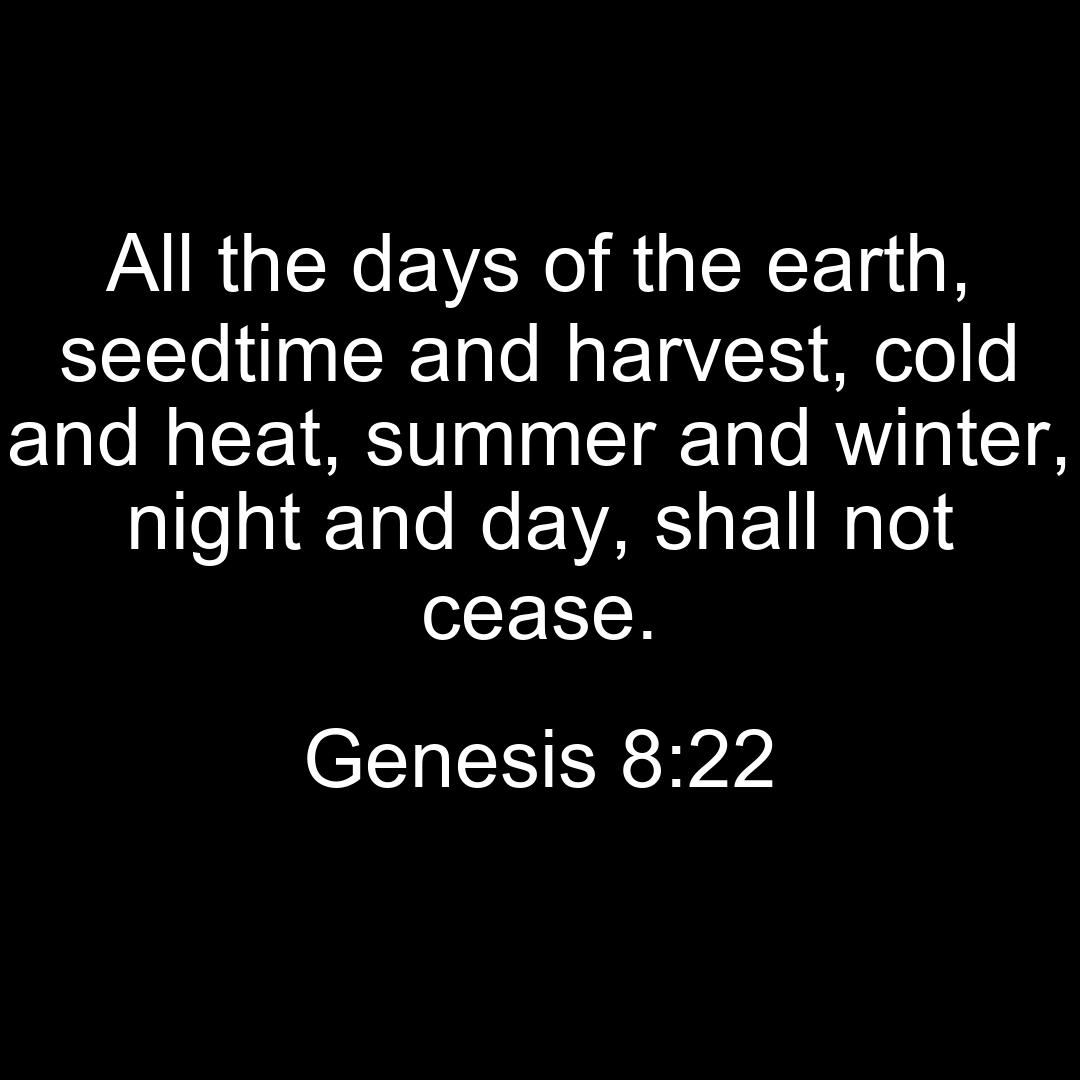 All the days of the earth,
seedtime and harvest, cold
and heat, summer and winter,
night and day, shall not
cease.
Genesis 8:22